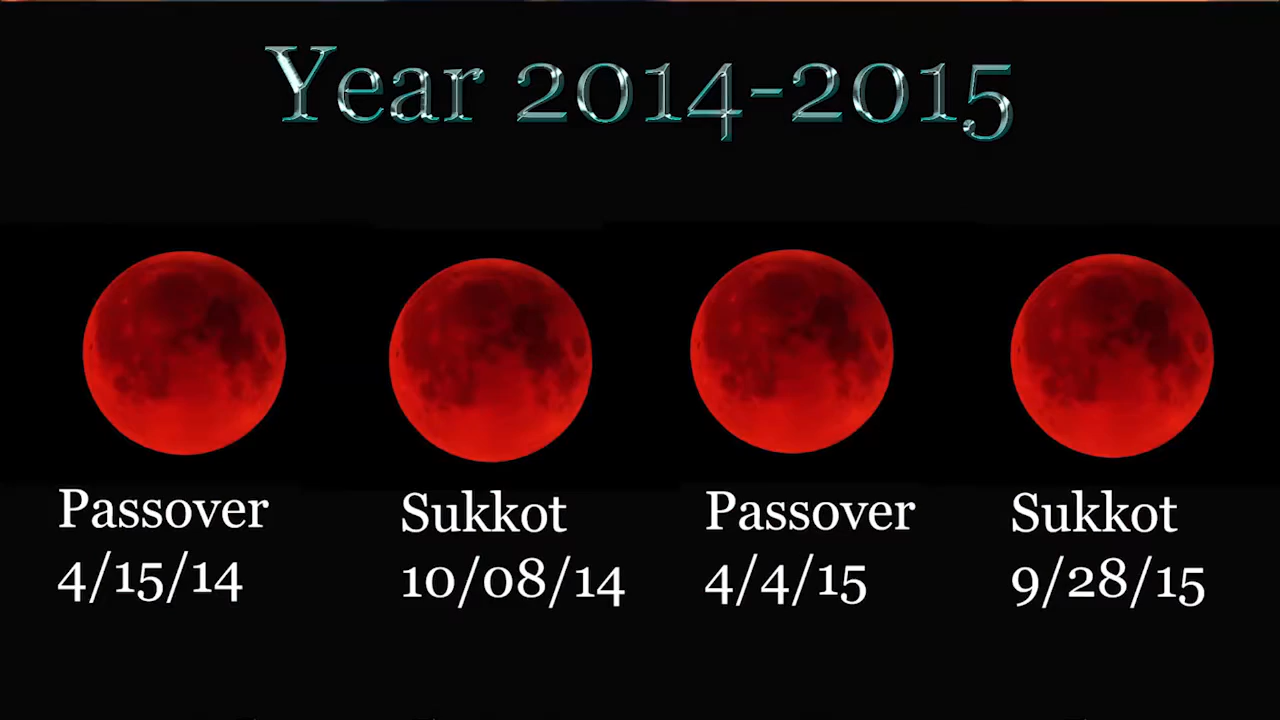 Year 2014-2015
Passover
4/15/14
Sukkot
10/08/14
Passover
4/4/15
Sukkot
9/28/15